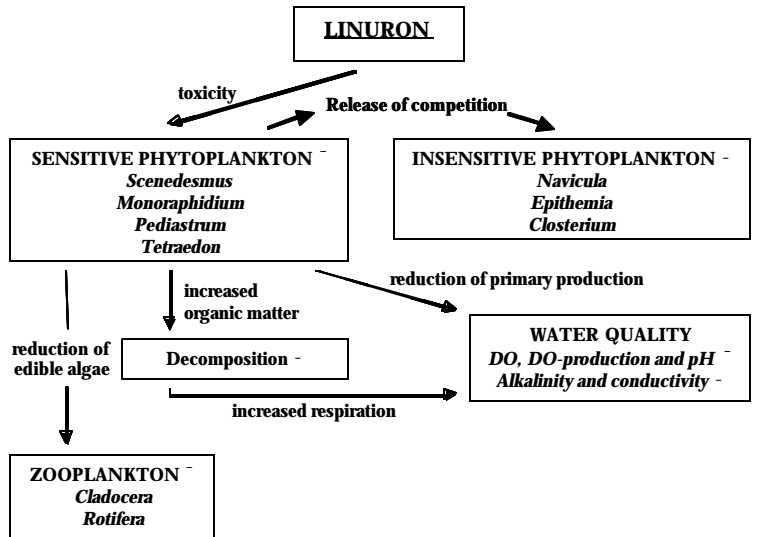 LINURON
toxicity
Release of competition
SENSITIVE PHYTOPLANKTON ¯
Scenedesmus
Monoraphidium
Pediastrum
Tetraedon
INSENSITIVE PHYTOPLANKTON -
Navicula
Epithemia
Closterium
reduction of primary production
increased
organic matter
WATER QUALITY
DO, DO-production and pH ¯
Alkalinity and conductivity -
reduction of
edible algae
Decomposition -
increased respiration
ZOOPLANKTON ¯
Cladocera
Rotifera